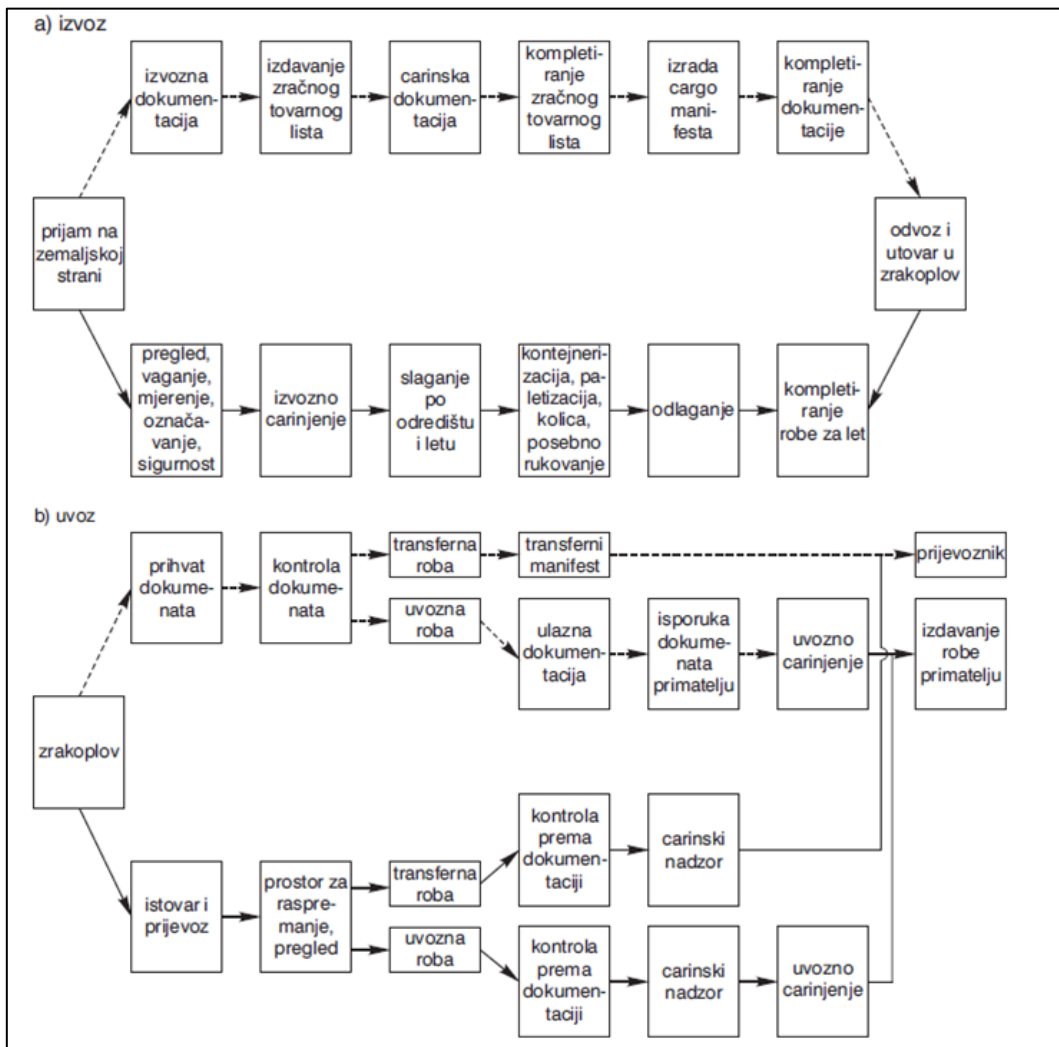 a) izvoz
izvozna
dokumen-
tacija
izdavanje
zračnog
tovarnog
lista
carinska
dokumen-
tacija
kompleti-
ranje
zračnog
tovarnog
lista
izrada
cargo
mani-
festa
kompleti-
ranje
dokumen-
tacije
prijam na
zemaljskoj
strani
odvoz i
utovar u
zrakoplov
pregled,
vaganje,
mjerenje,
označa-
vanje,
sigurnost
izvozno
carinjenje
slaganje
po
odredištu
i letu
kontejneri-
zacija, pa-
letizacija,
kolica,
posebno
rukovanje
odlaganje
kompleti-
ranje
robe za let
b) uvoz
prihvat
dokume-
nata
kontrola
dokume-
nata
transferna
roba
transferni
manifest
prijevoznik
uvozna
roba
ulazna
dokumen-
tacija
isporuka
dokume-
nata
primatelju
uvozno
carinjenje
izdavanje
robe
primatelju
zrakoplov
istovar i
prijevoz
prostor za
raspre-
manje,
pregled
transferna
roba
kontrola
prema
dokumen-
taciji
carinski
nadzor
uvozna
roba
kontrola
prema
dokumen-
taciji
carinski
nadzor
uvozno
carinjenje